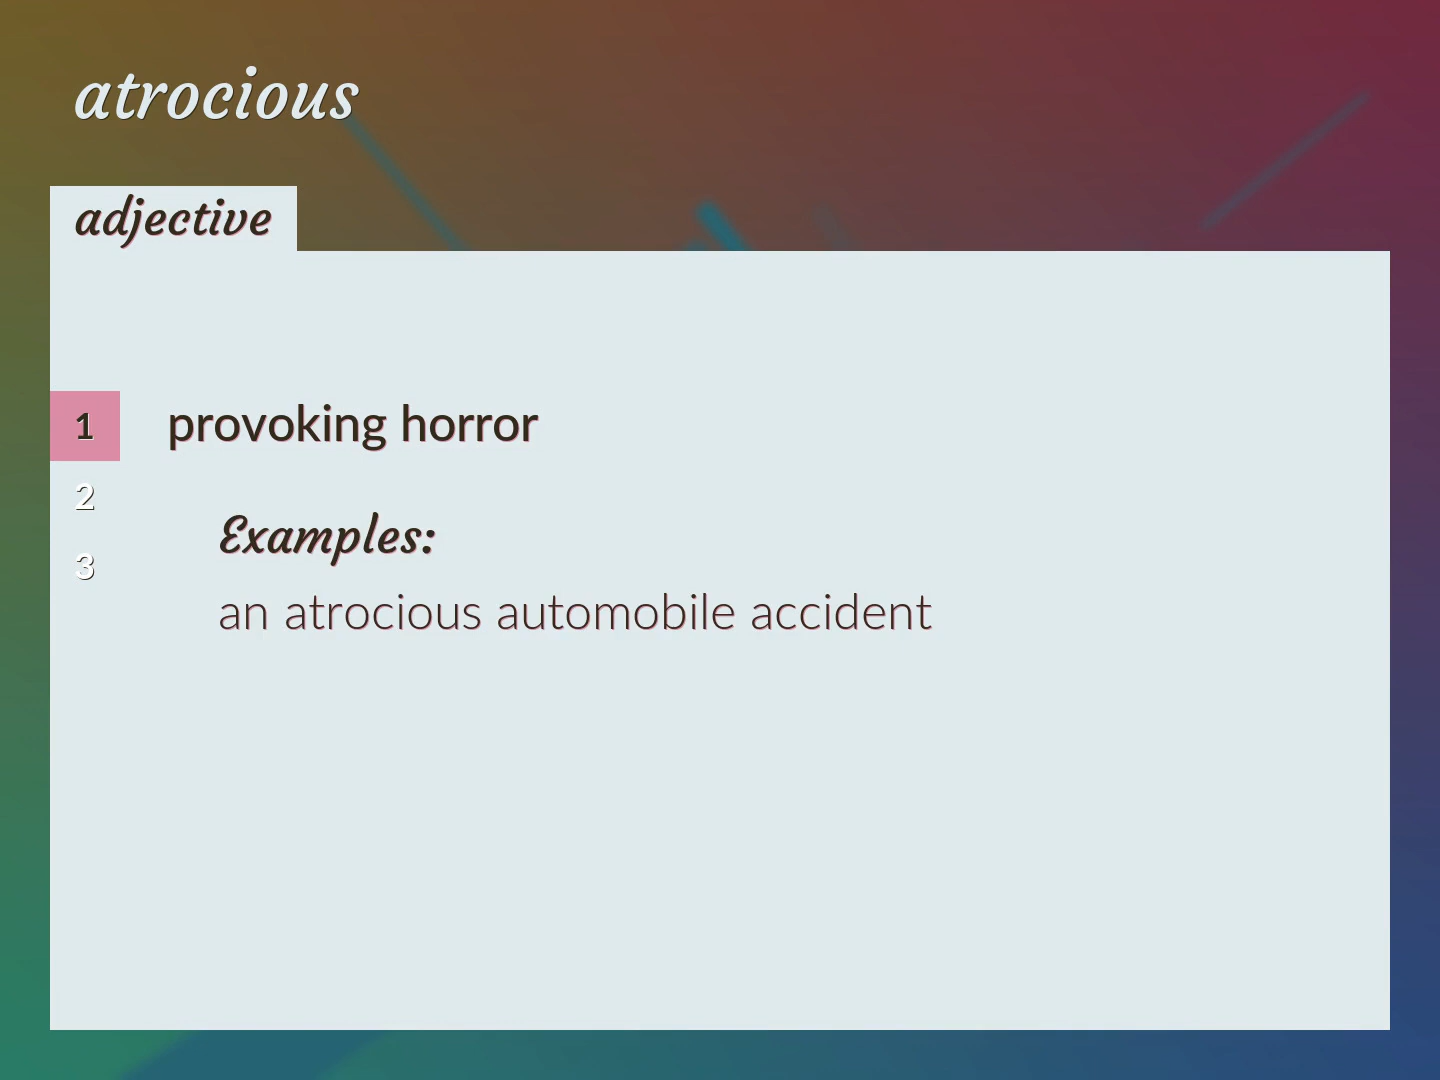 atrocious
adjective
1 provoking horror
2
Examples:
3
an atrocious automobile accident